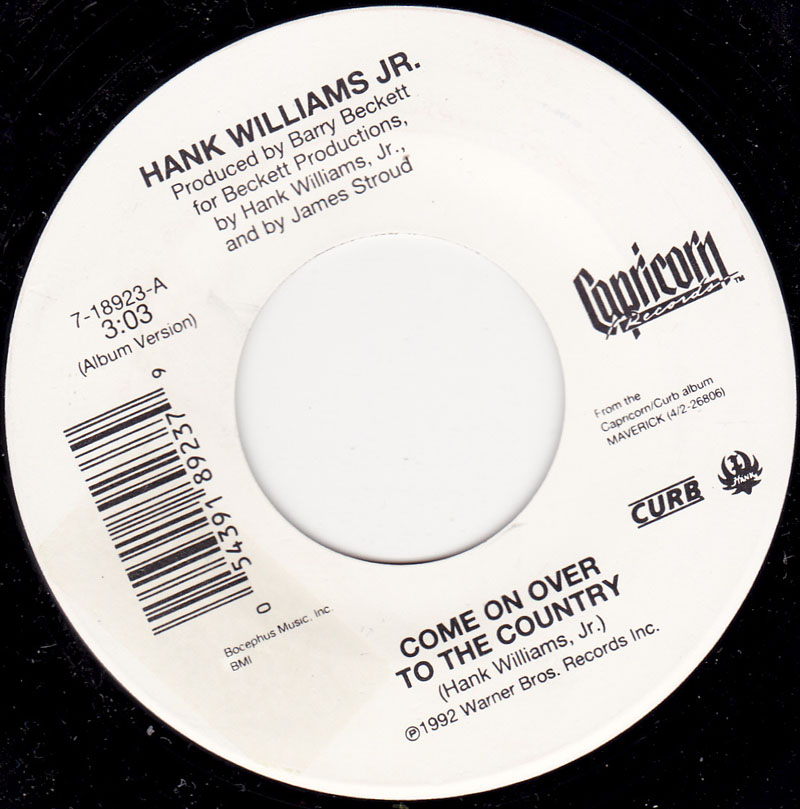 HANK WILLIAMS JR.
Produced by Barry Beckett
for Beckett Productions,
by Hank Williams, Jr.,
and by James Stroud
7-18923-A
3:03
(Album Version)
Capricorn
Records™
From the
Capricorn/Curb album
MAVERICK (4/2-26806)
CURB
HANK
0 54391 89237 9
Bocephus Music, Inc.
BMI
COME ON OVER
TO THE COUNTRY
(Hank Williams, Jr.)
℗1992 Warner Bros. Records Inc.